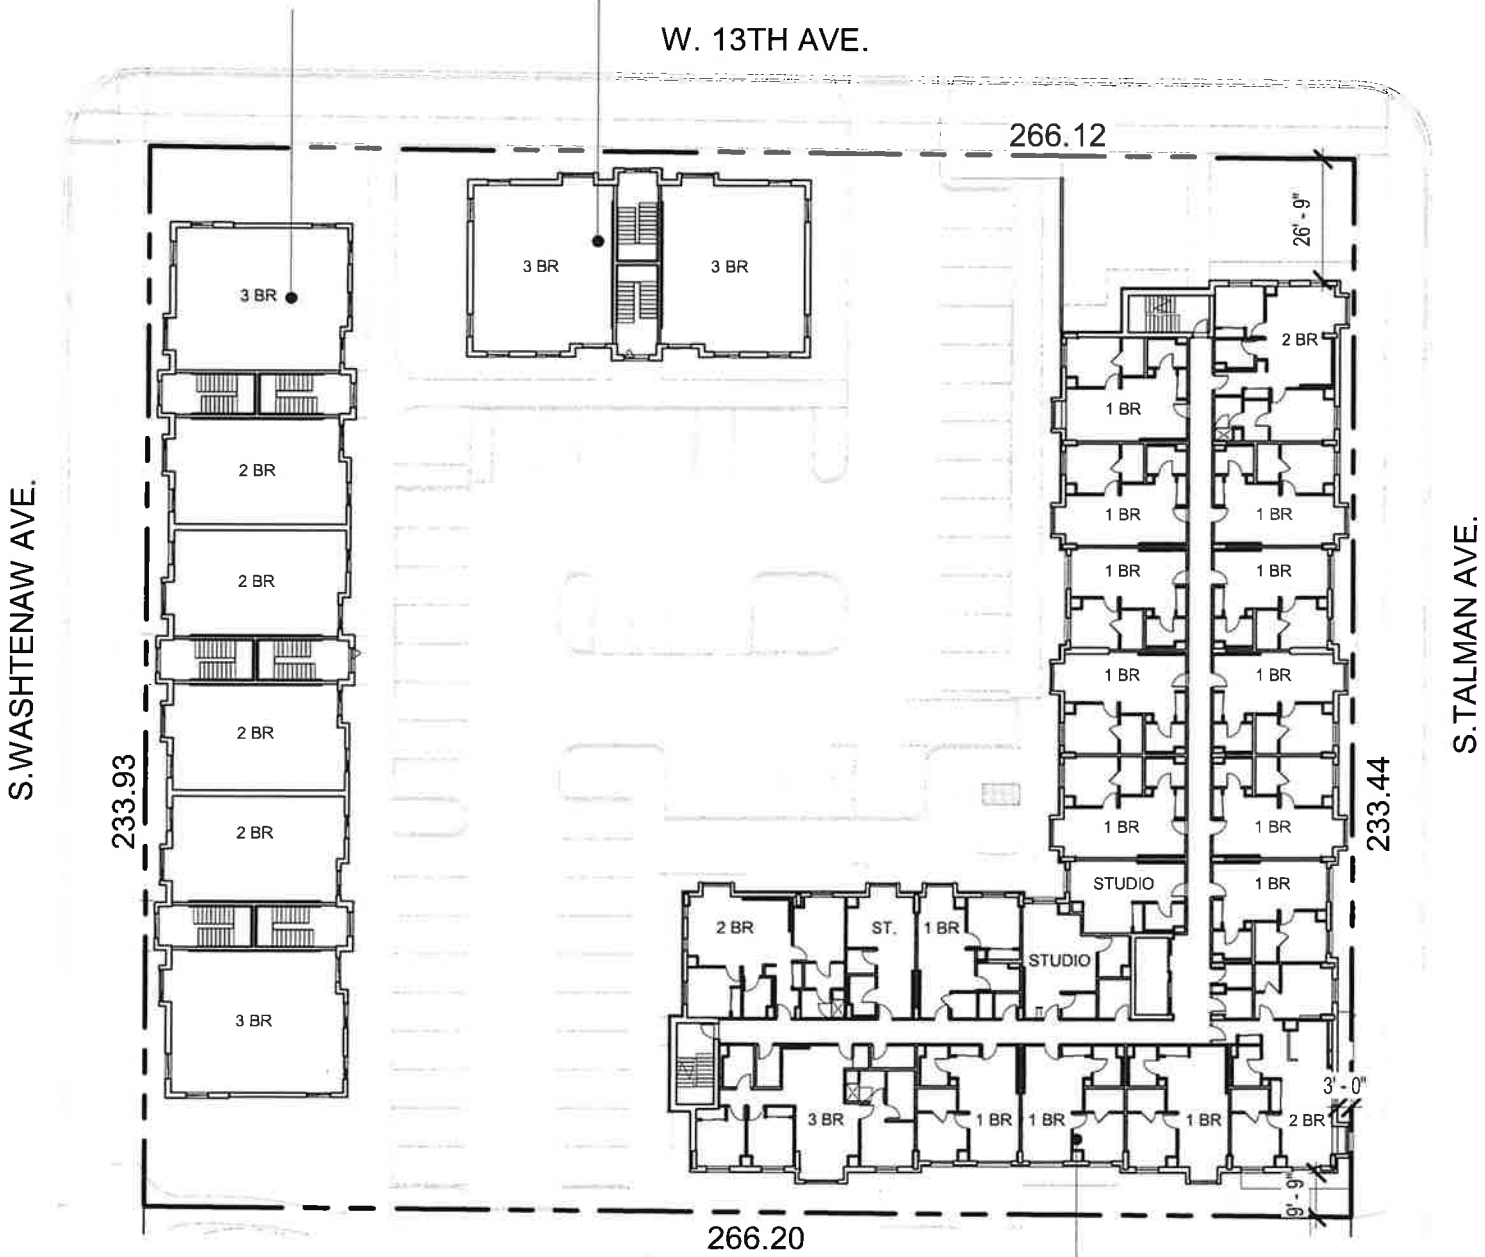 W. 13TH AVE.
266.12
26' - 9"
3 BR
3 BR
3 BR
2 BR
1 BR
2 BR
1 BR
1 BR
2 BR
1 BR
1 BR
S.WASHTENAW AVE.
S.TALMAN AVE.
1 BR
1 BR
2 BR
233.93
233.44
2 BR
1 BR
1 BR
STUDIO
1 BR
2 BR
ST.
1 BR
STUDIO
3 BR
3' - 0"
3 BR
1 BR
1 BR
1 BR
2 BR
9' - 9"
266.20